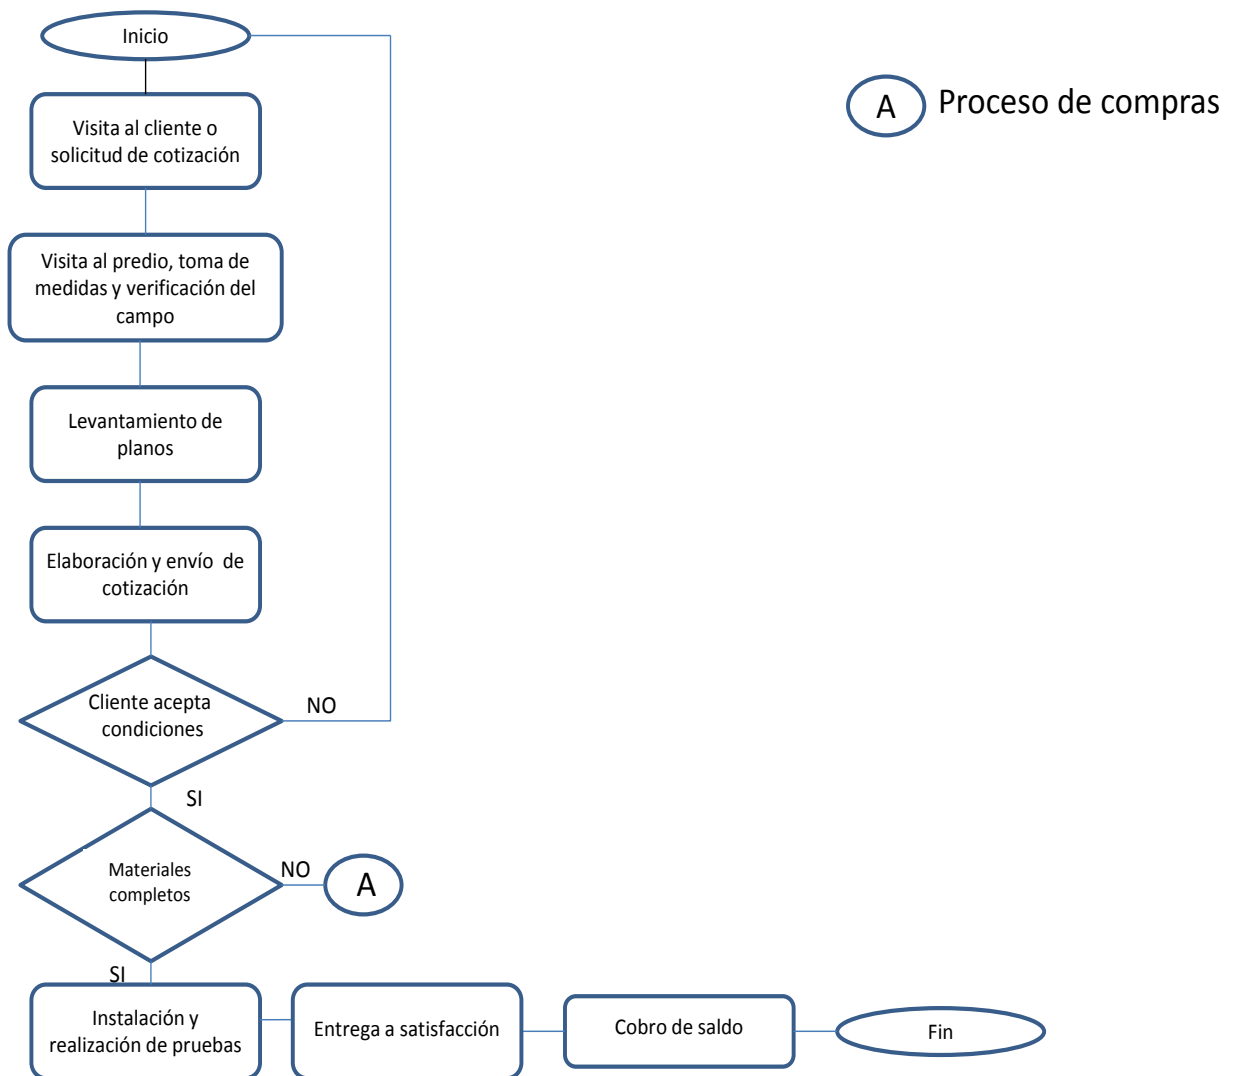 Inicio
A
Proceso de compras
Visita al cliente o
solicitud de cotización
Visita al predio, toma de
medidas y verificación del
campo
Levantamiento de
planos
Elaboración y envío de
cotización
Cliente acepta
condiciones
NO
SI
Materiales
completos
NO
A
SI
Instalación y
realización de pruebas
Entrega a satisfacción
Cobro de saldo
Fin